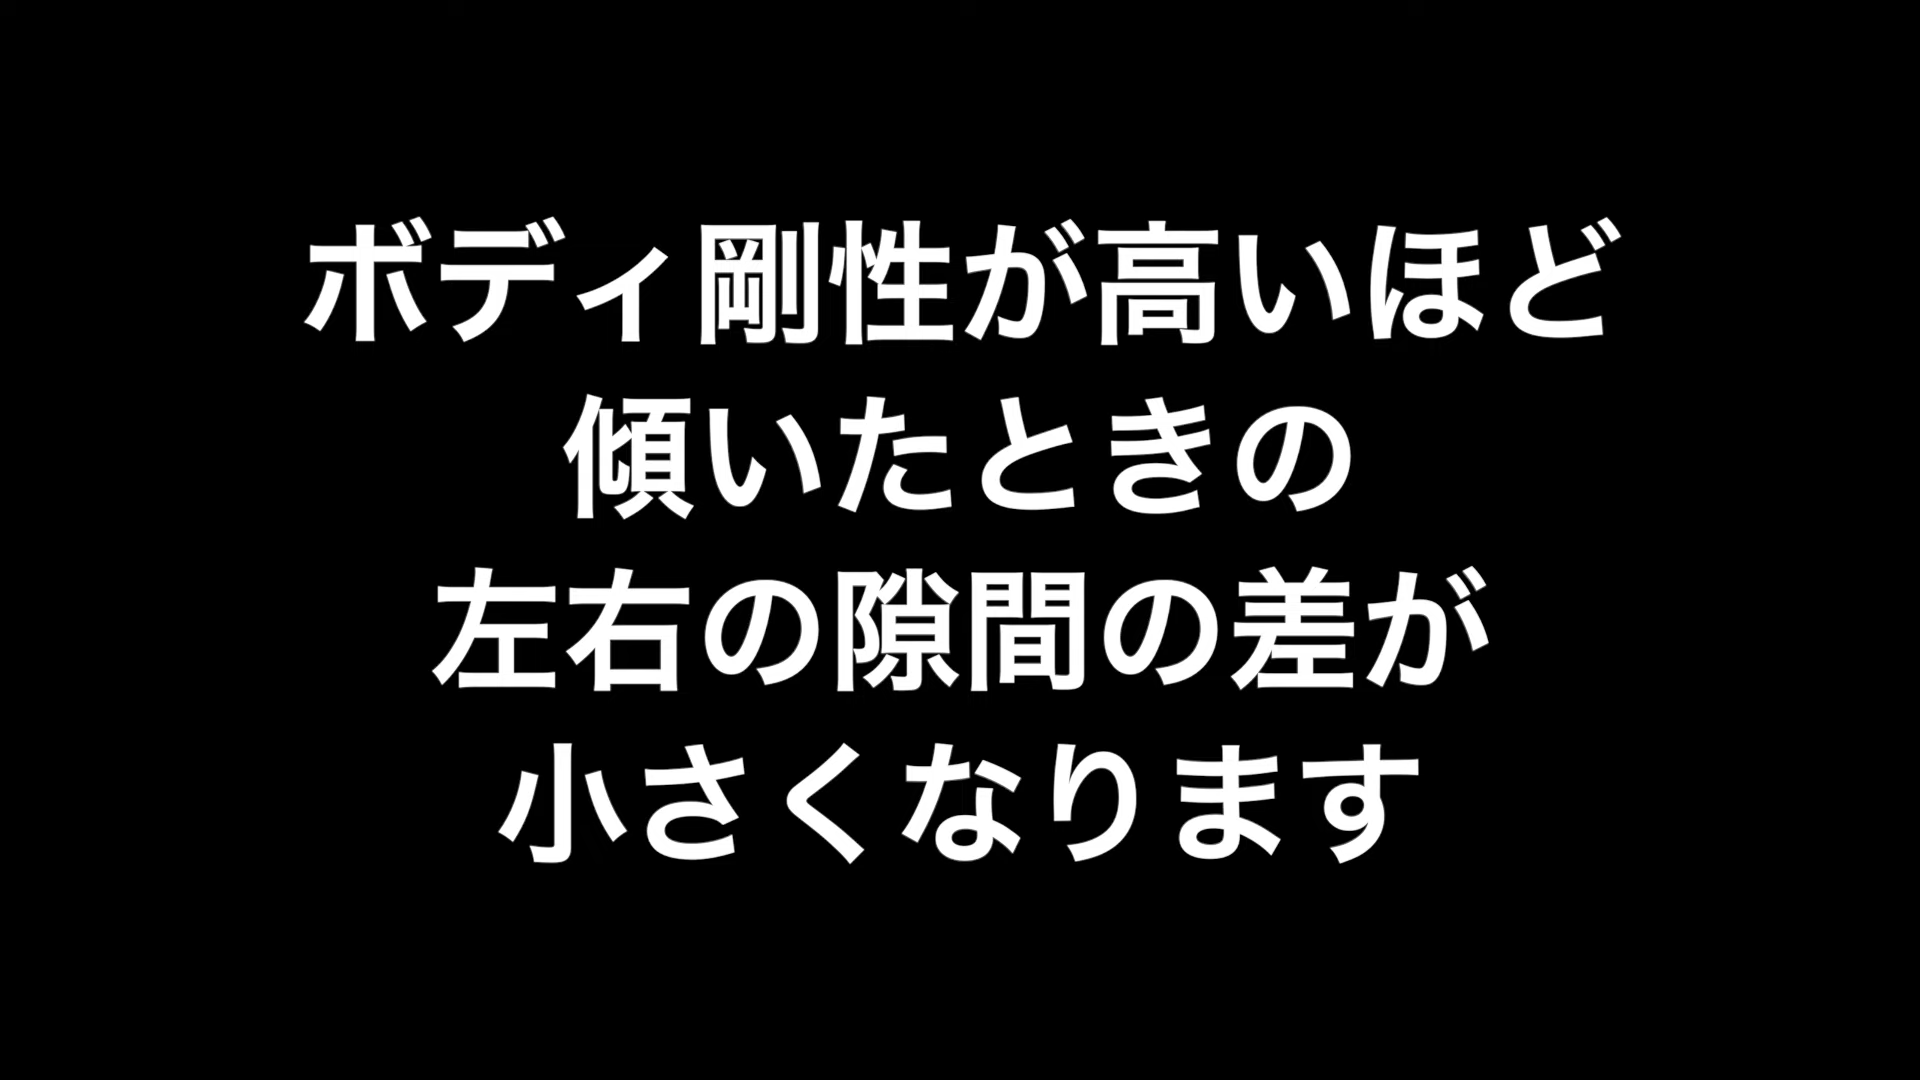 ボディ剛性が高いほど
傾いたときの
左右の隙間の差が
小さくなります